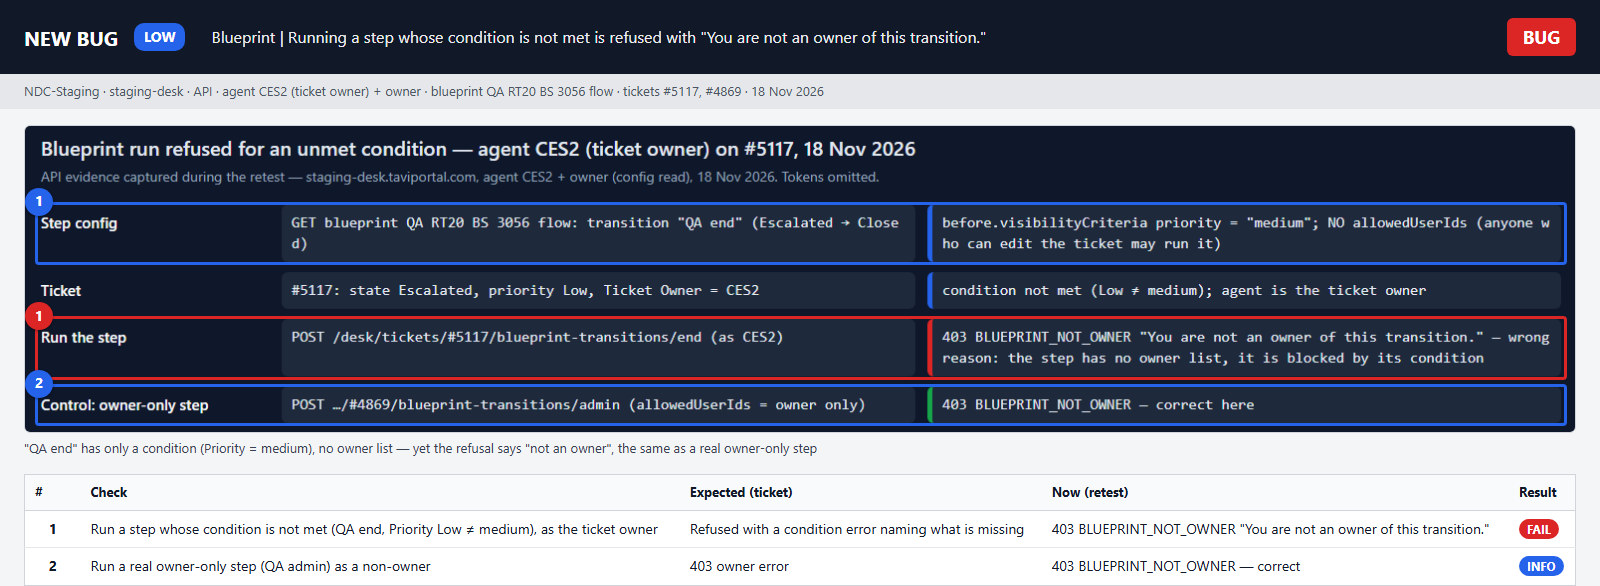 NEW BUG LOW Blueprint | Running a step whose condition is not met is refused with "You are not an owner of this transition." BUG
NDC-Staging · staging-desk · API · agent CES2 (ticket owner) + owner · blueprint QA RT20 BS 3056 flow · tickets #5117, #4869 · 18 Nov 2026
Blueprint run refused for an unmet condition — agent CES2 (ticket owner) on #5117, 18 Nov 2026
API evidence captured during the retest — staging-desk.taviportal.com, agent CES2 + owner (config read), 18 Nov 2026. Tokens omitted.
1
Step config
GET blueprint QA RT20 BS 3056 flow: transition "QA end" (Escalated → Close
d)
before.visibilityCriteria priority = "medium"; NO allowedUserIds (anyone w
ho can edit the ticket may run it)
Ticket
#5117: state Escalated, priority Low, Ticket Owner = CES2
condition not met (Low ≠ medium); agent is the ticket owner
1
Run the step
POST /desk/tickets/#5117/blueprint-transitions/end (as CES2)
403 BLUEPRINT_NOT_OWNER "You are not an owner of this transition." — wrong
reason: the step has no owner list, it is blocked by its condition
2
Control: owner-only step
POST …/#4869/blueprint-transitions/admin (allowedUserIds = owner only)
403 BLUEPRINT_NOT_OWNER — correct here
"QA end" has only a condition (Priority = medium), no owner list — yet the refusal says "not an owner", the same as a real owner-only step
# Check Expected (ticket) Now (retest) Result
1 Run a step whose condition is not met (QA end, Priority Low ≠ medium), as the ticket owner Refused with a condition error naming what is missing 403 BLUEPRINT_NOT_OWNER "You are not an owner of this transition." FAIL
2 Run a real owner-only step (QA admin) as a non-owner 403 owner error 403 BLUEPRINT_NOT_OWNER — correct INFO